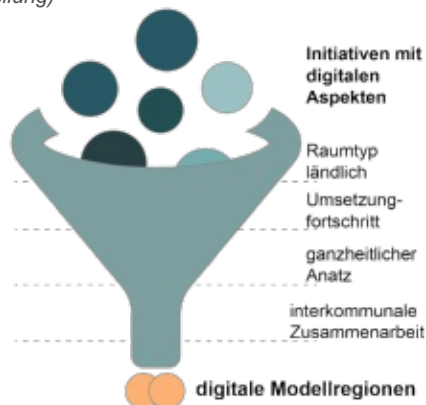 Initiativen mit
digitalen
Aspekten
Raumtyp
ländlich
Umsetzung-
fortschritt
ganzheitlicher
Anatz
interkommunale
Zusammenarbeit
digitale Modellregionen